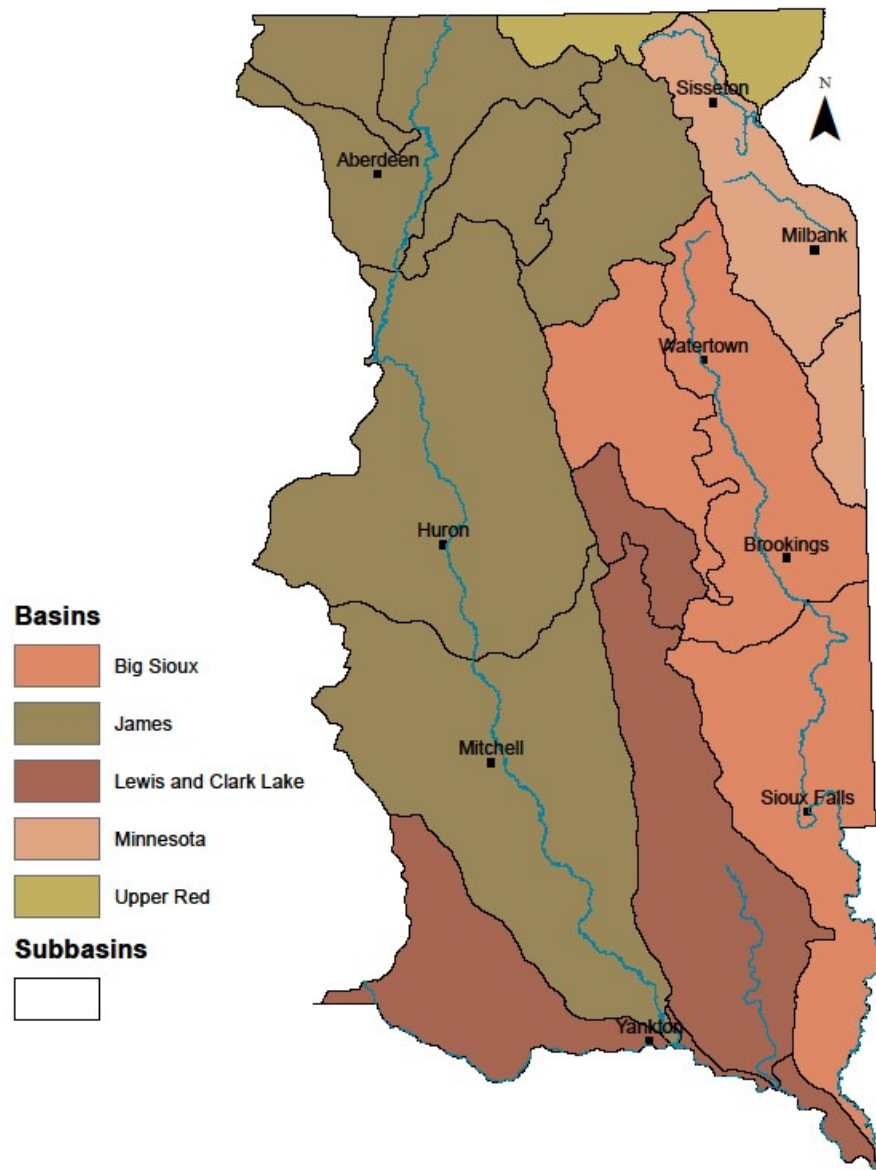 N
Sisseton
Aberdeen
Milbank
Watertown
Huron
Brookings
Basins
Big Sioux
James
Mitchell
Lewis and Clark Lake
Sioux Falls
Minnesota
Upper Red
Subbasins
Yankton